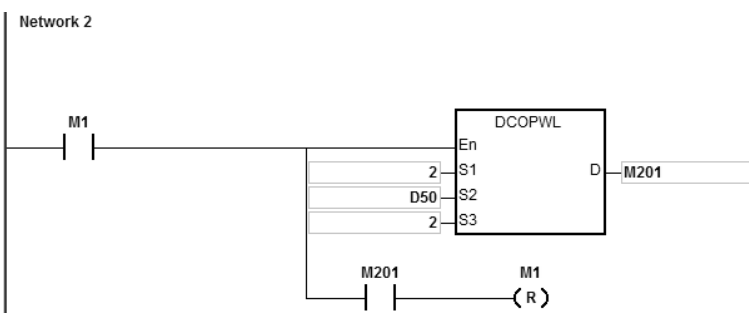 Network 2
M1
DCOPWL
En
2 S1 D M201
D50 S2
2 S3
M201 M1
R